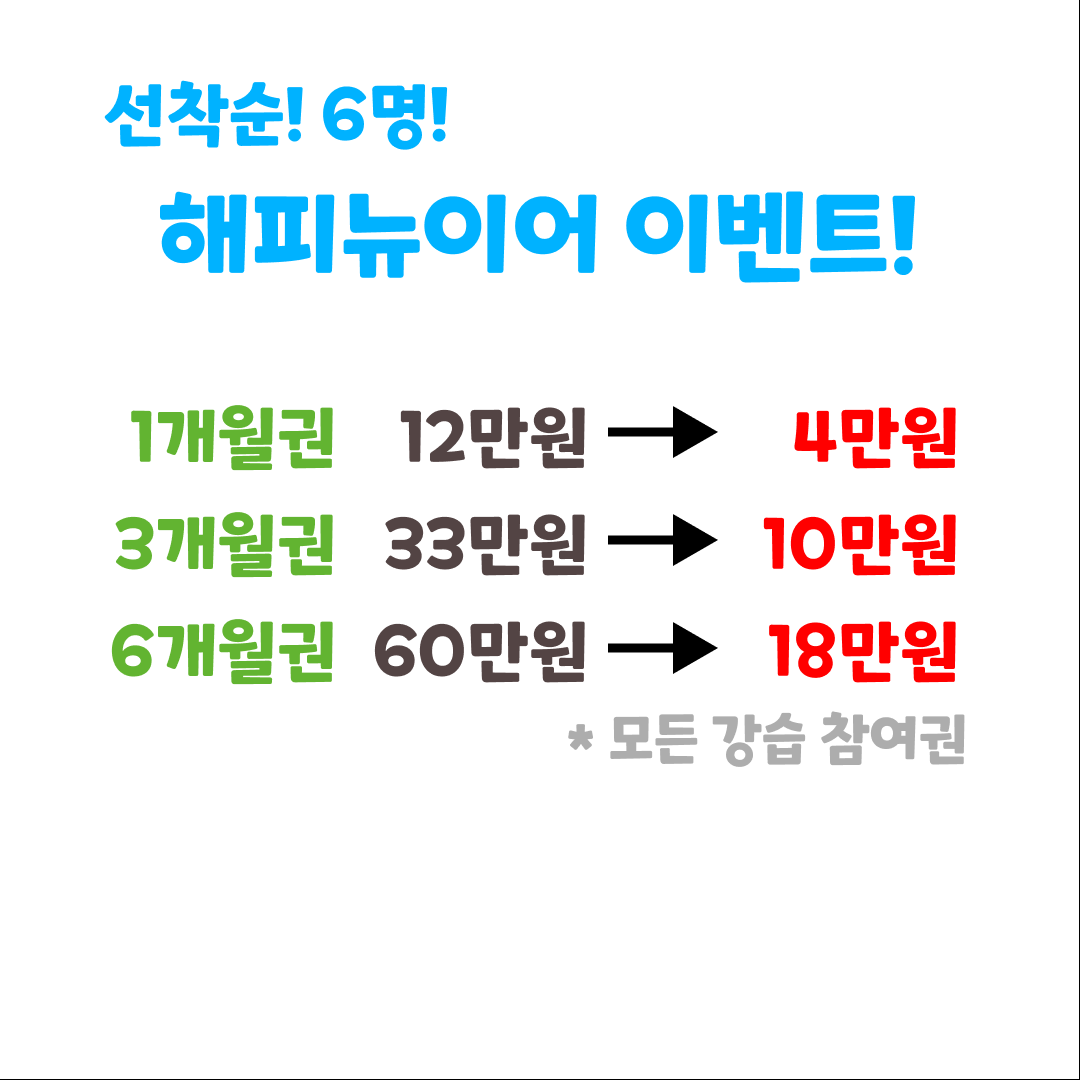 선착순! 6명!
해피뉴이어 이벤트!
1개월권 12만원 → 4만원
3개월권 33만원 → 10만원
6개월권 60만원 → 18만원
* 모든 강습 참여권